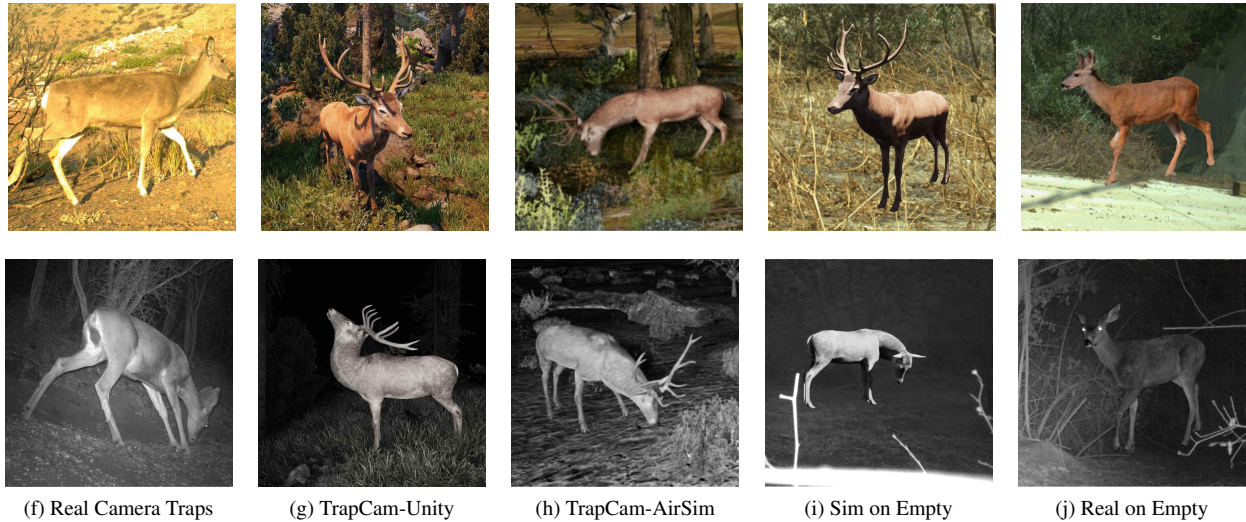 (f) Real Camera Traps
(g) TrapCam-Unity
(h) TrapCam-AirSim
(i) Sim on Empty
(j) Real on Empty